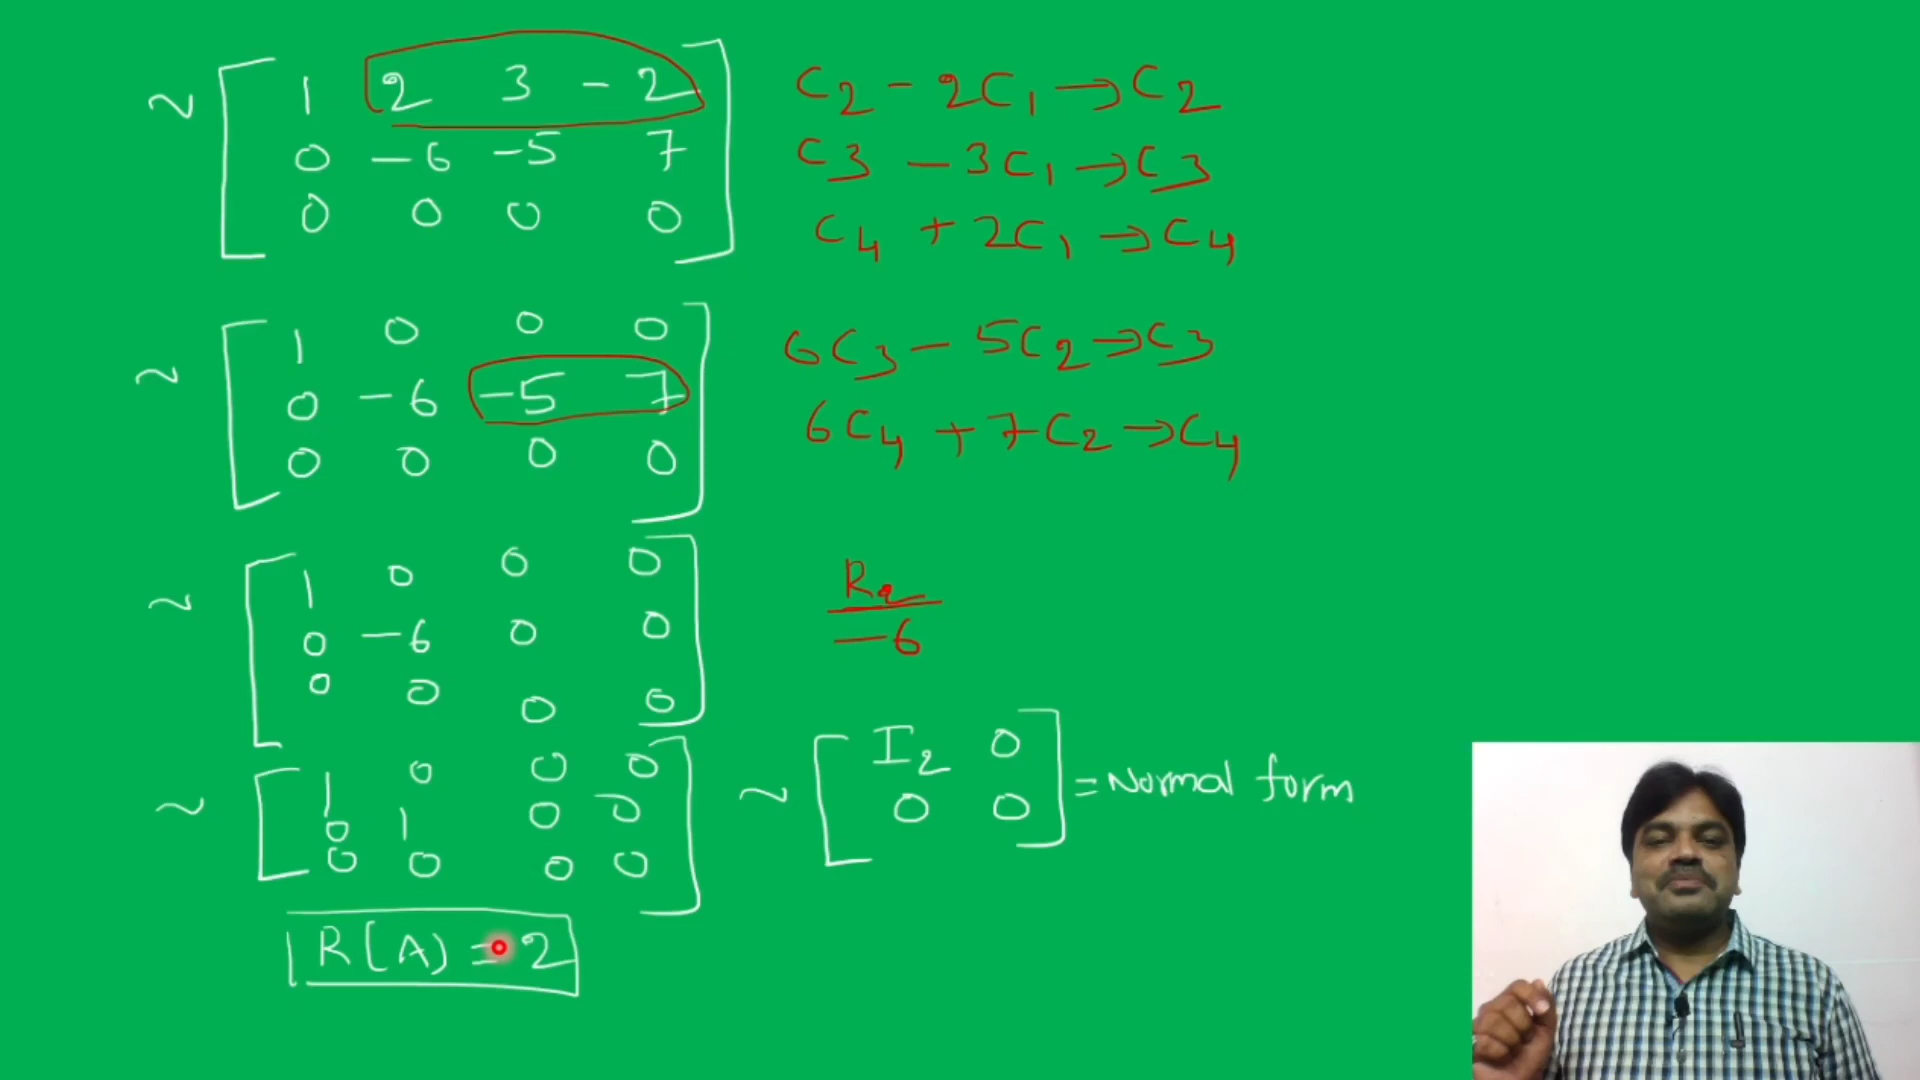 ~ [ 1 2 3 -2 C2 - 2C1 → C2
0 -6 -5 7 C3 - 3C1 → C3
0 0 0 0 ] C4 + 2C1 → C4
~ [ 1 0 0 0 6C3 - 5C2 → C3
0 -6 -5 7 6C4 + 7C2 → C4
0 0 0 0 ]
~ [ 1 0 0 0
0 -6 0 0
0 0 0 0 ]
R2
-6
~ [ 1 0 0 0
0 1 0 0
0 0 0 0 ]
~ [ I2 0
0 0 ] = Normal form
R(A) = 2